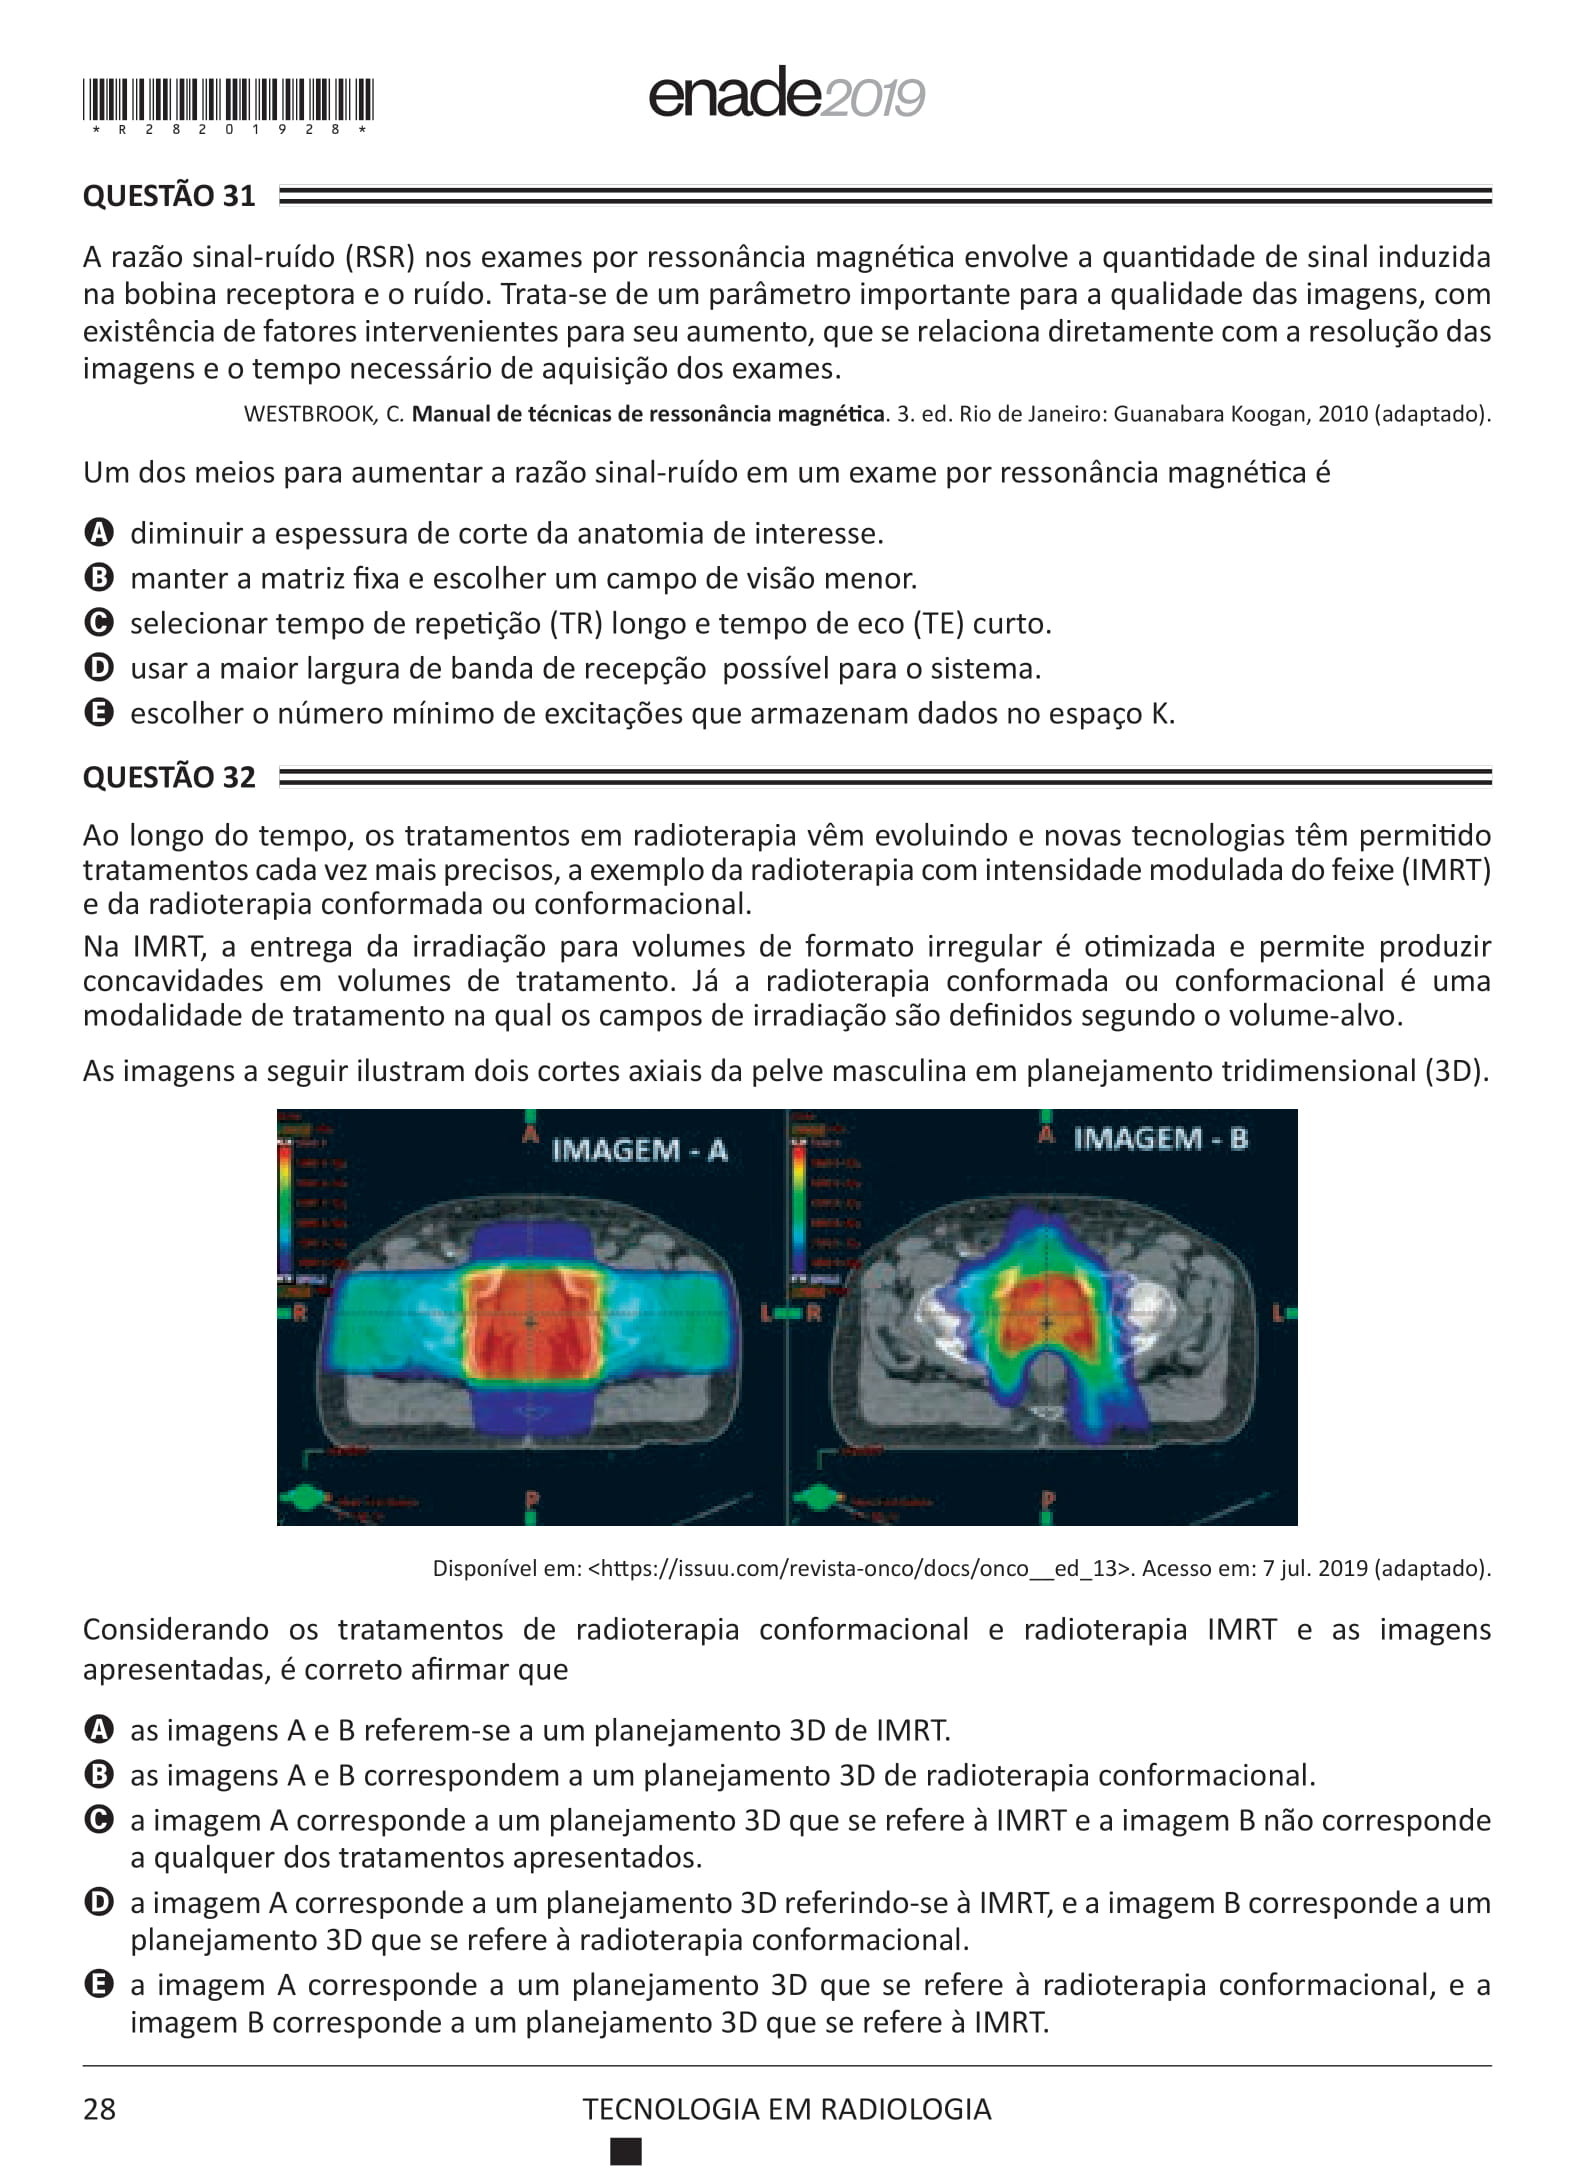 *R28201928*
enade2019
QUESTÃO 31
A razão sinal-ruído (RSR) nos exames por ressonância magnética envolve a quantidade de sinal induzida
na bobina receptora e o ruído. Trata-se de um parâmetro importante para a qualidade das imagens, com
existência de fatores intervenientes para seu aumento, que se relaciona diretamente com a resolução das
imagens e o tempo necessário de aquisição dos exames.
WESTBROOK, C. Manual de técnicas de ressonância magnética. 3. ed. Rio de Janeiro: Guanabara Koogan, 2010 (adaptado).
Um dos meios para aumentar a razão sinal-ruído em um exame por ressonância magnética é
A diminuir a espessura de corte da anatomia de interesse.
B manter a matriz fixa e escolher um campo de visão menor.
C selecionar tempo de repetição (TR) longo e tempo de eco (TE) curto.
D usar a maior largura de banda de recepção possível para o sistema.
E escolher o número mínimo de excitações que armazenam dados no espaço K.
QUESTÃO 32
Ao longo do tempo, os tratamentos em radioterapia vêm evoluindo e novas tecnologias têm permitido
tratamentos cada vez mais precisos, a exemplo da radioterapia com intensidade modulada do feixe (IMRT)
e da radioterapia conformada ou conformacional.
Na IMRT, a entrega da irradiação para volumes de formato irregular é otimizada e permite produzir
concavidades em volumes de tratamento. Já a radioterapia conformada ou conformacional é uma
modalidade de tratamento na qual os campos de irradiação são definidos segundo o volume-alvo.
As imagens a seguir ilustram dois cortes axiais da pelve masculina em planejamento tridimensional (3D).
A IMAGEM - A
A IMAGEM - B
R L R L
P P
Disponível em: <https://issuu.com/revista-onco/docs/onco__ed_13>. Acesso em: 7 jul. 2019 (adaptado).
Considerando os tratamentos de radioterapia conformacional e radioterapia IMRT e as imagens
apresentadas, é correto afirmar que
A as imagens A e B referem-se a um planejamento 3D de IMRT.
B as imagens A e B correspondem a um planejamento 3D de radioterapia conformacional.
C a imagem A corresponde a um planejamento 3D que se refere à IMRT e a imagem B não corresponde
a qualquer dos tratamentos apresentados.
D a imagem A corresponde a um planejamento 3D referindo-se à IMRT, e a imagem B corresponde a um
planejamento 3D que se refere à radioterapia conformacional.
E a imagem A corresponde a um planejamento 3D que se refere à radioterapia conformacional, e a
imagem B corresponde a um planejamento 3D que se refere à IMRT.
28
TECNOLOGIA EM RADIOLOGIA